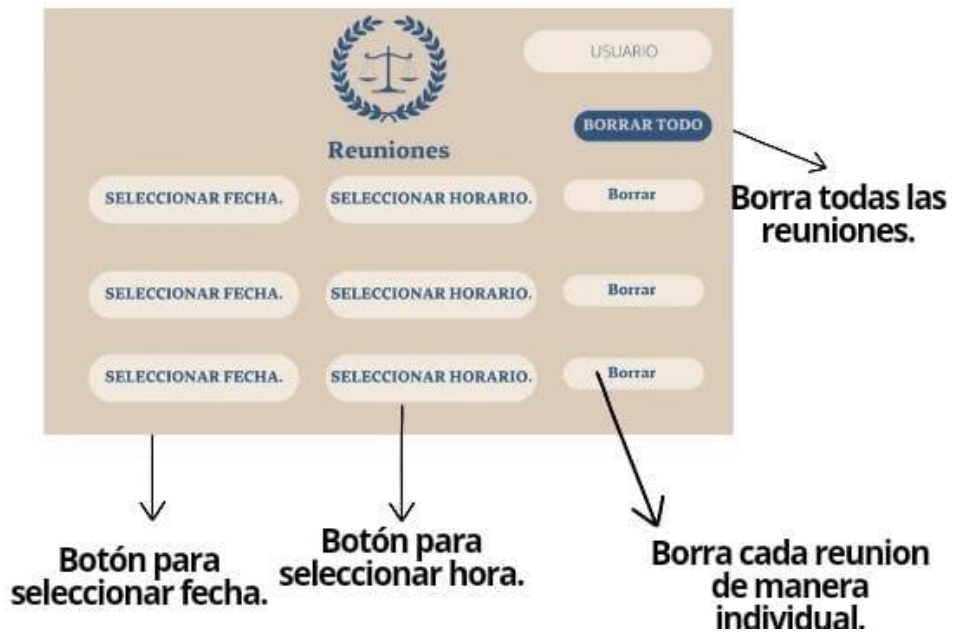 USUARIO
BORRAR TODO
Reuniones
SELECCIONAR FECHA.
SELECCIONAR HORARIO.
Borrar
Borra todas las
reuniones.
SELECCIONAR FECHA.
SELECCIONAR HORARIO.
Borrar
SELECCIONAR FECHA.
SELECCIONAR HORARIO.
Borrar
Botón para
seleccionar fecha.
Botón para
seleccionar hora.
Borra cada reunion
de manera
individual.